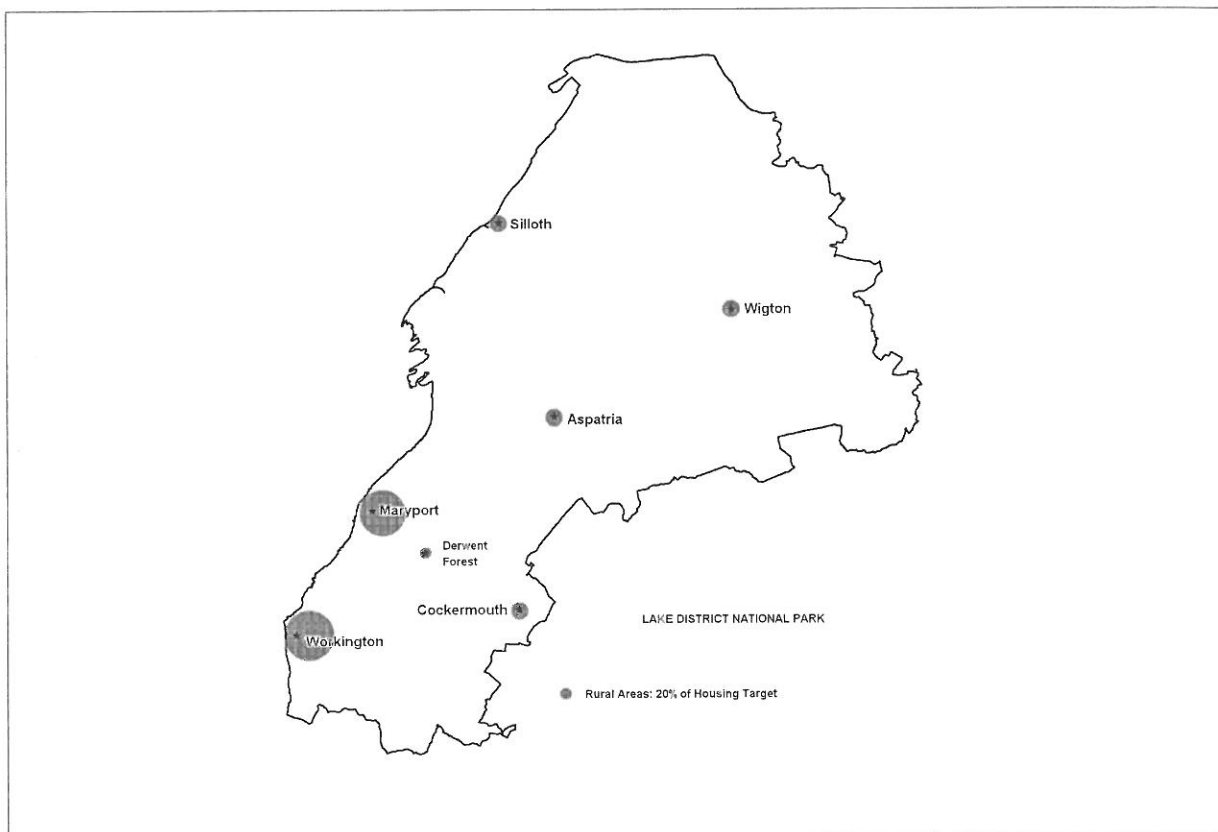 Silloth
Wigton
Aspatria
Maryport
Derwent
Forest
Cockermouth
LAKE DISTRICT NATIONAL PARK
Workington
Rural Areas: 20% of Housing Target